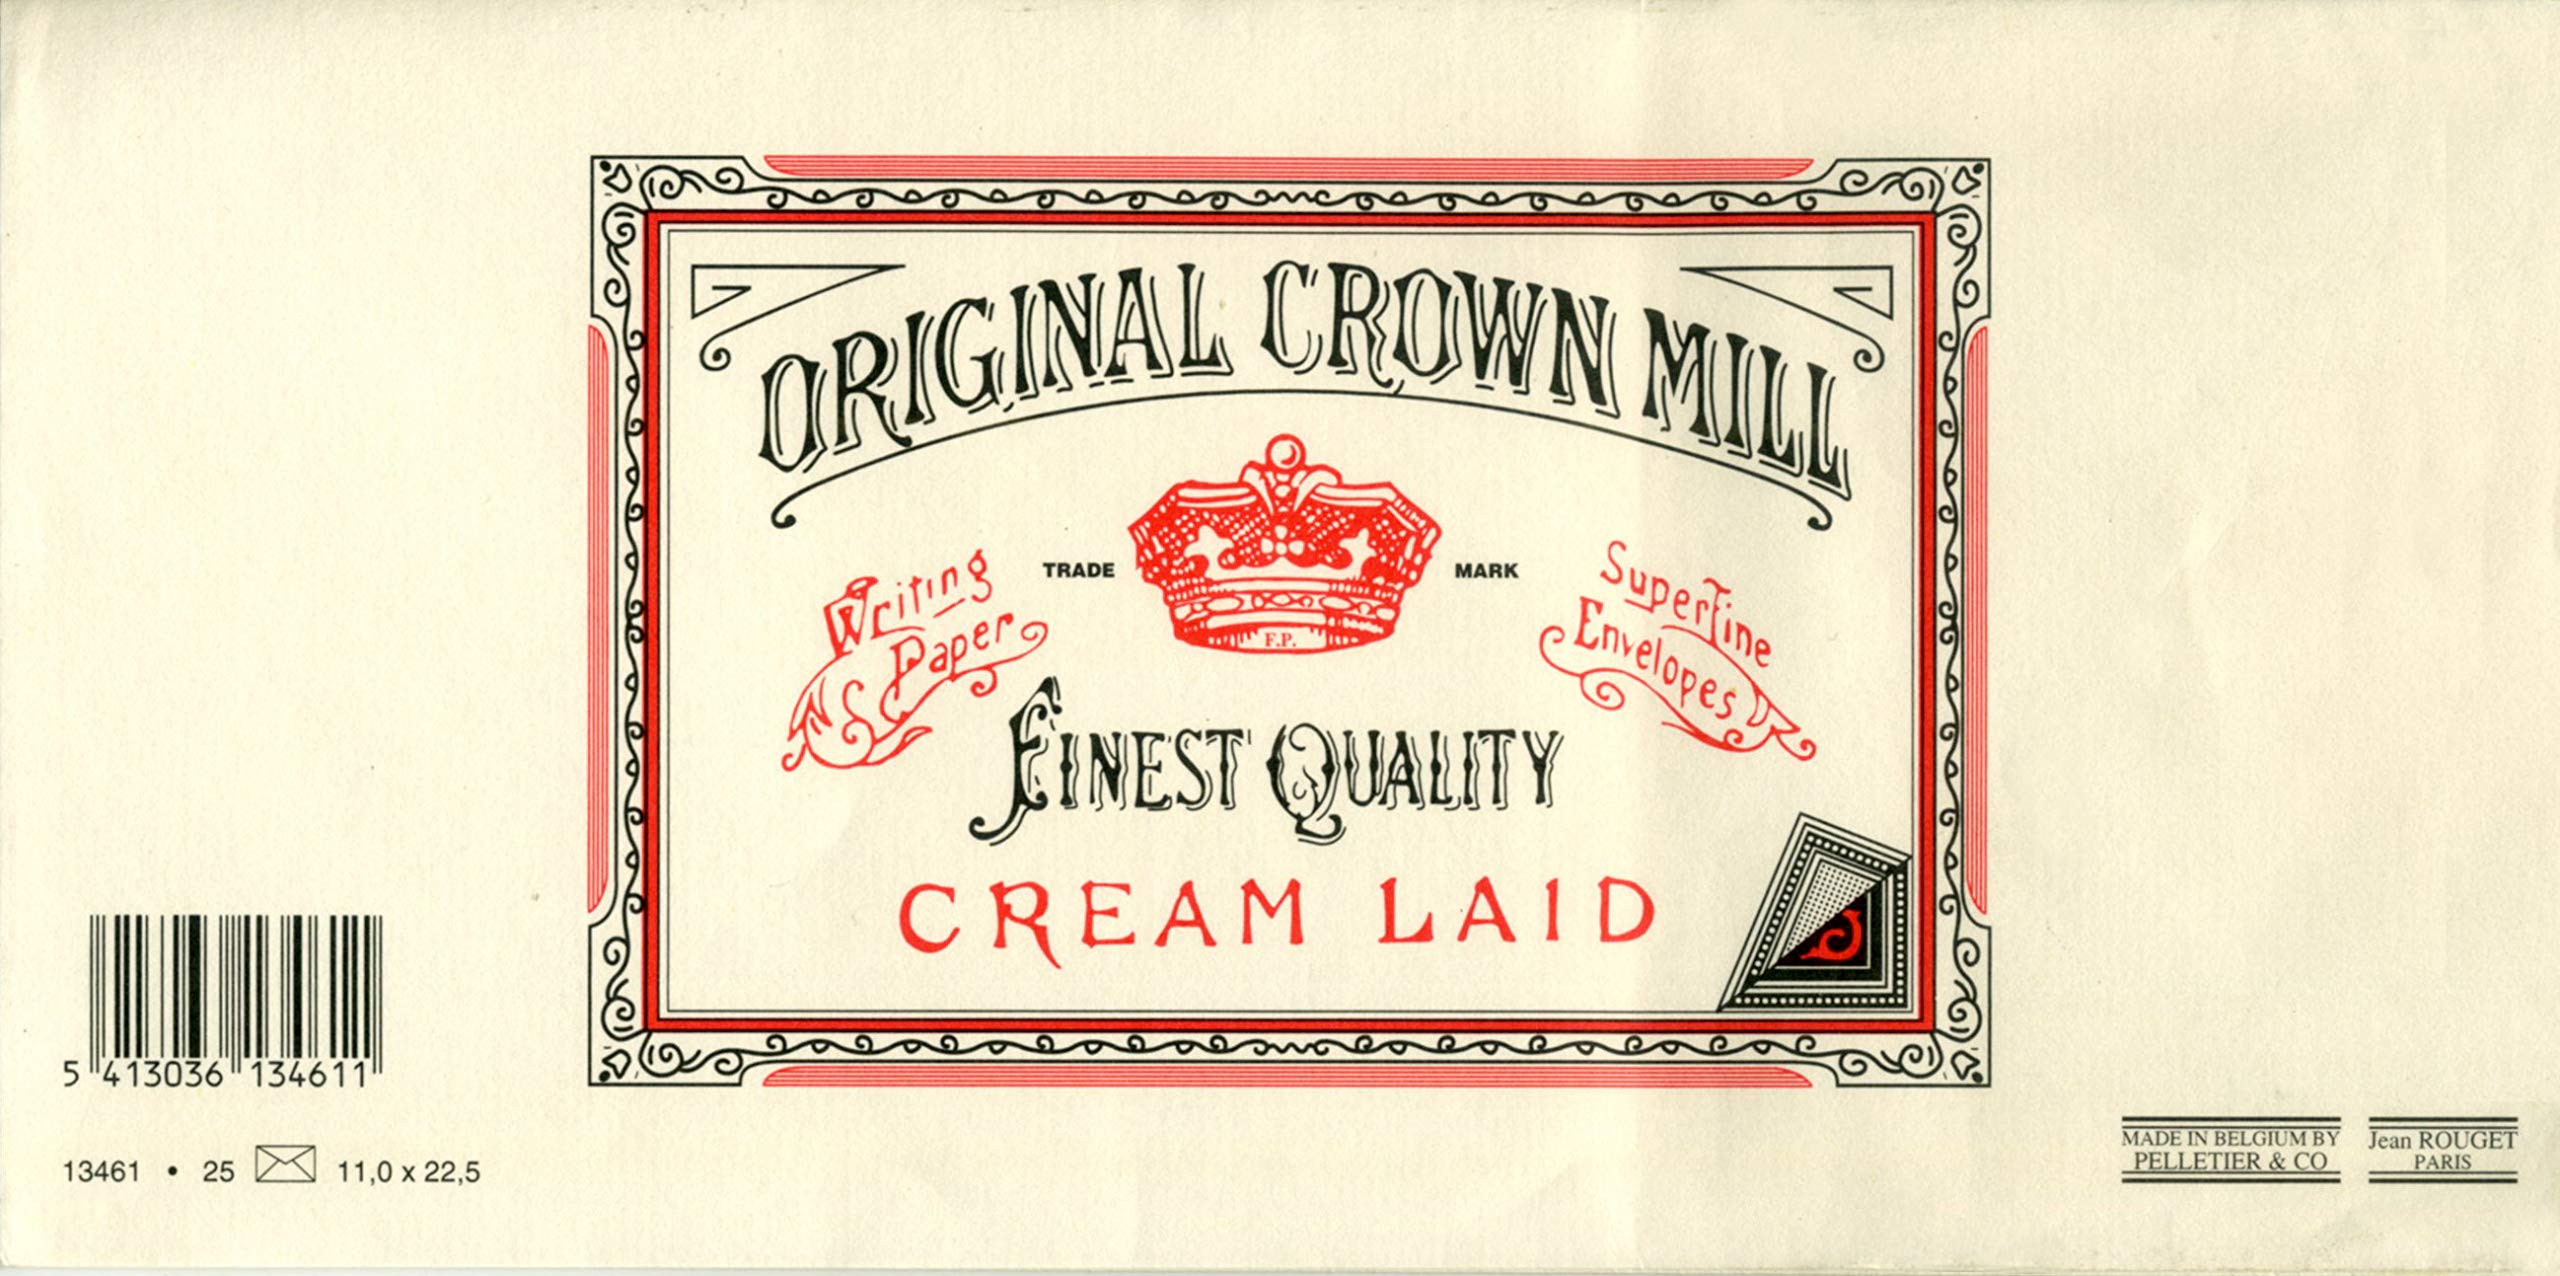 ORIGINAL CROWN MILL
TRADE MARK
F.P.
Writing
Paper
Superfine
Envelopes
FINEST QUALITY
CREAM LAID
5 413036 134611
13461 • 25 11,0 x 22,5
MADE IN BELGIUM BY
PELLETIER & CO
Jean ROUGET
PARIS